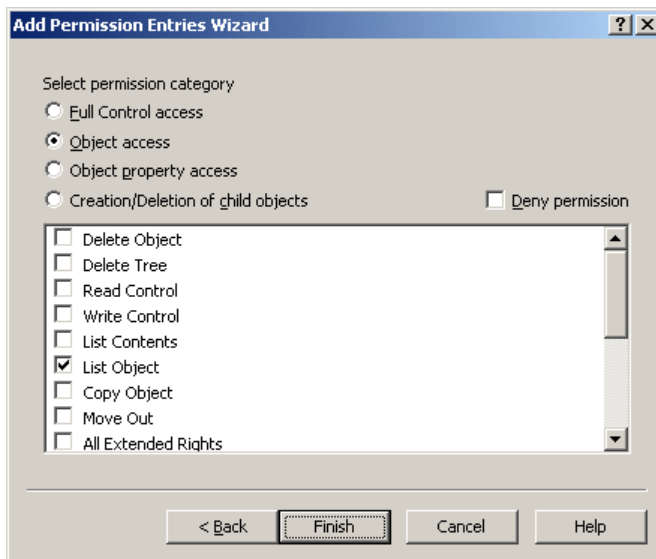 Add Permission Entries Wizard
Select permission category
Full Control access
Object access
Object property access
Creation/Deletion of child objects
Deny permission
Delete Object
Delete Tree
Read Control
Write Control
List Contents
List Object
Copy Object
Move Out
All Extended Rights
< Back
Finish
Cancel
Help